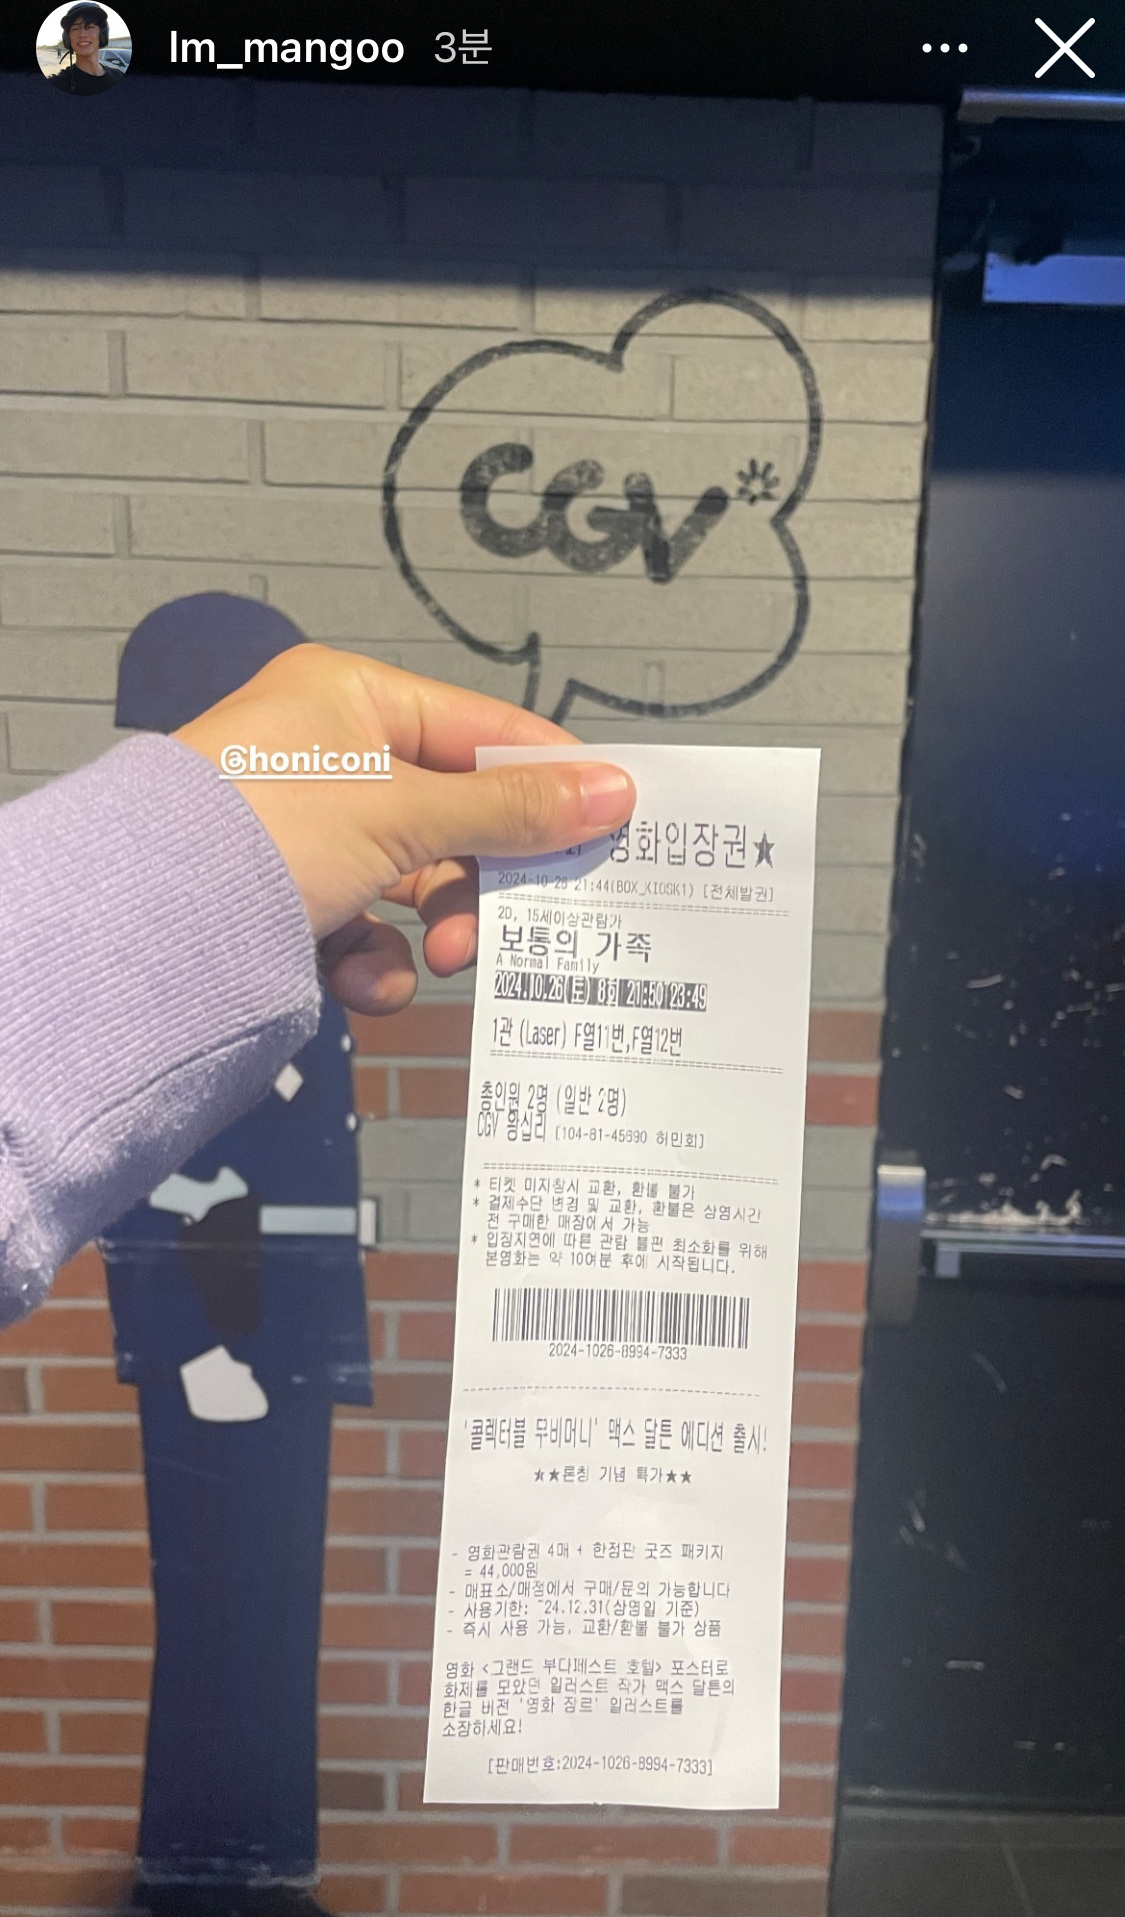 lm_mangoo 3분
CGV
@honiconi
영화입장권★
2024-10-26 21:44(BOX_KIOSK1) [전체발권]
2D, 15세이상관람가
보통의 가족
A Normal Family
2024.10.26(토) 8회 21:50 23:49
1관 (Laser) F열11번,F열12번
총인원 2명 (일반 2명)
CGV 왕십리 [104-81-45690 허민회]
* 티켓 미지참시 교환, 환불 불가
* 결제수단 변경 및 교환, 환불은 상영시간
전 구매한 매장에서 가능
* 입장지연에 따른 관람 불편 최소화를 위해
본영화는 약 10여분 후에 시작됩니다.
2024-1026-8994-7333
'콜렉터블 무비머니' 맥스 달튼 에디션 출시!
★★론칭 기념 특가★★
- 영화관람권 4매 + 한정판 굿즈 패키지
= 44,000원
- 매표소/매점에서 구매/문의 가능합니다
- 사용기한: ~24.12.31(상영일 기준)
- 즉시 사용 가능, 교환/환불 불가 상품
영화 <그랜드 부다페스트 호텔> 포스터로
화제를 모았던 일러스트 작가 맥스 달튼의
한글 버전 '영화 장르' 일러스트를
소장하세요!
[판매번호:2024-1026-8994-7333]